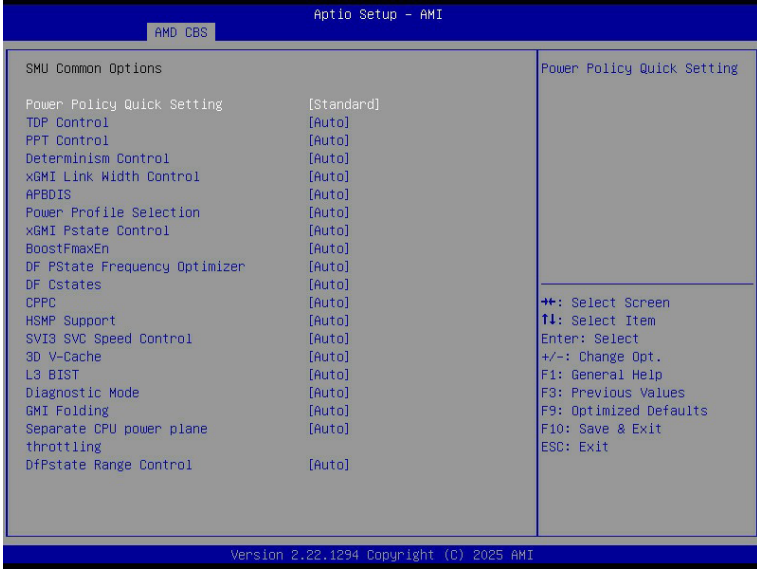 Aptio Setup – AMI
AMD CBS
SMU Common Options
Power Policy Quick Setting [Standard]
TDP Control [Auto]
PPT Control [Auto]
Determinism Control [Auto]
xGMI Link Width Control [Auto]
APBDIS [Auto]
Power Profile Selection [Auto]
xGMI Pstate Control [Auto]
BoostFmaxEn [Auto]
DF PState Frequency Optimizer [Auto]
DF Cstates [Auto]
CPPC [Auto]
HSMP Support [Auto]
SVI3 SVC Speed Control [Auto]
3D V-Cache [Auto]
L3 BIST [Auto]
Diagnostic Mode [Auto]
GMI Folding [Auto]
Separate CPU power plane [Auto]
throttling
DfPstate Range Control [Auto]
Power Policy Quick Setting
→←: Select Screen
↑↓: Select Item
Enter: Select
+/-: Change Opt.
F1: General Help
F3: Previous Values
F9: Optimized Defaults
F10: Save & Exit
ESC: Exit
Version 2.22.1294 Copyright (C) 2025 AMI